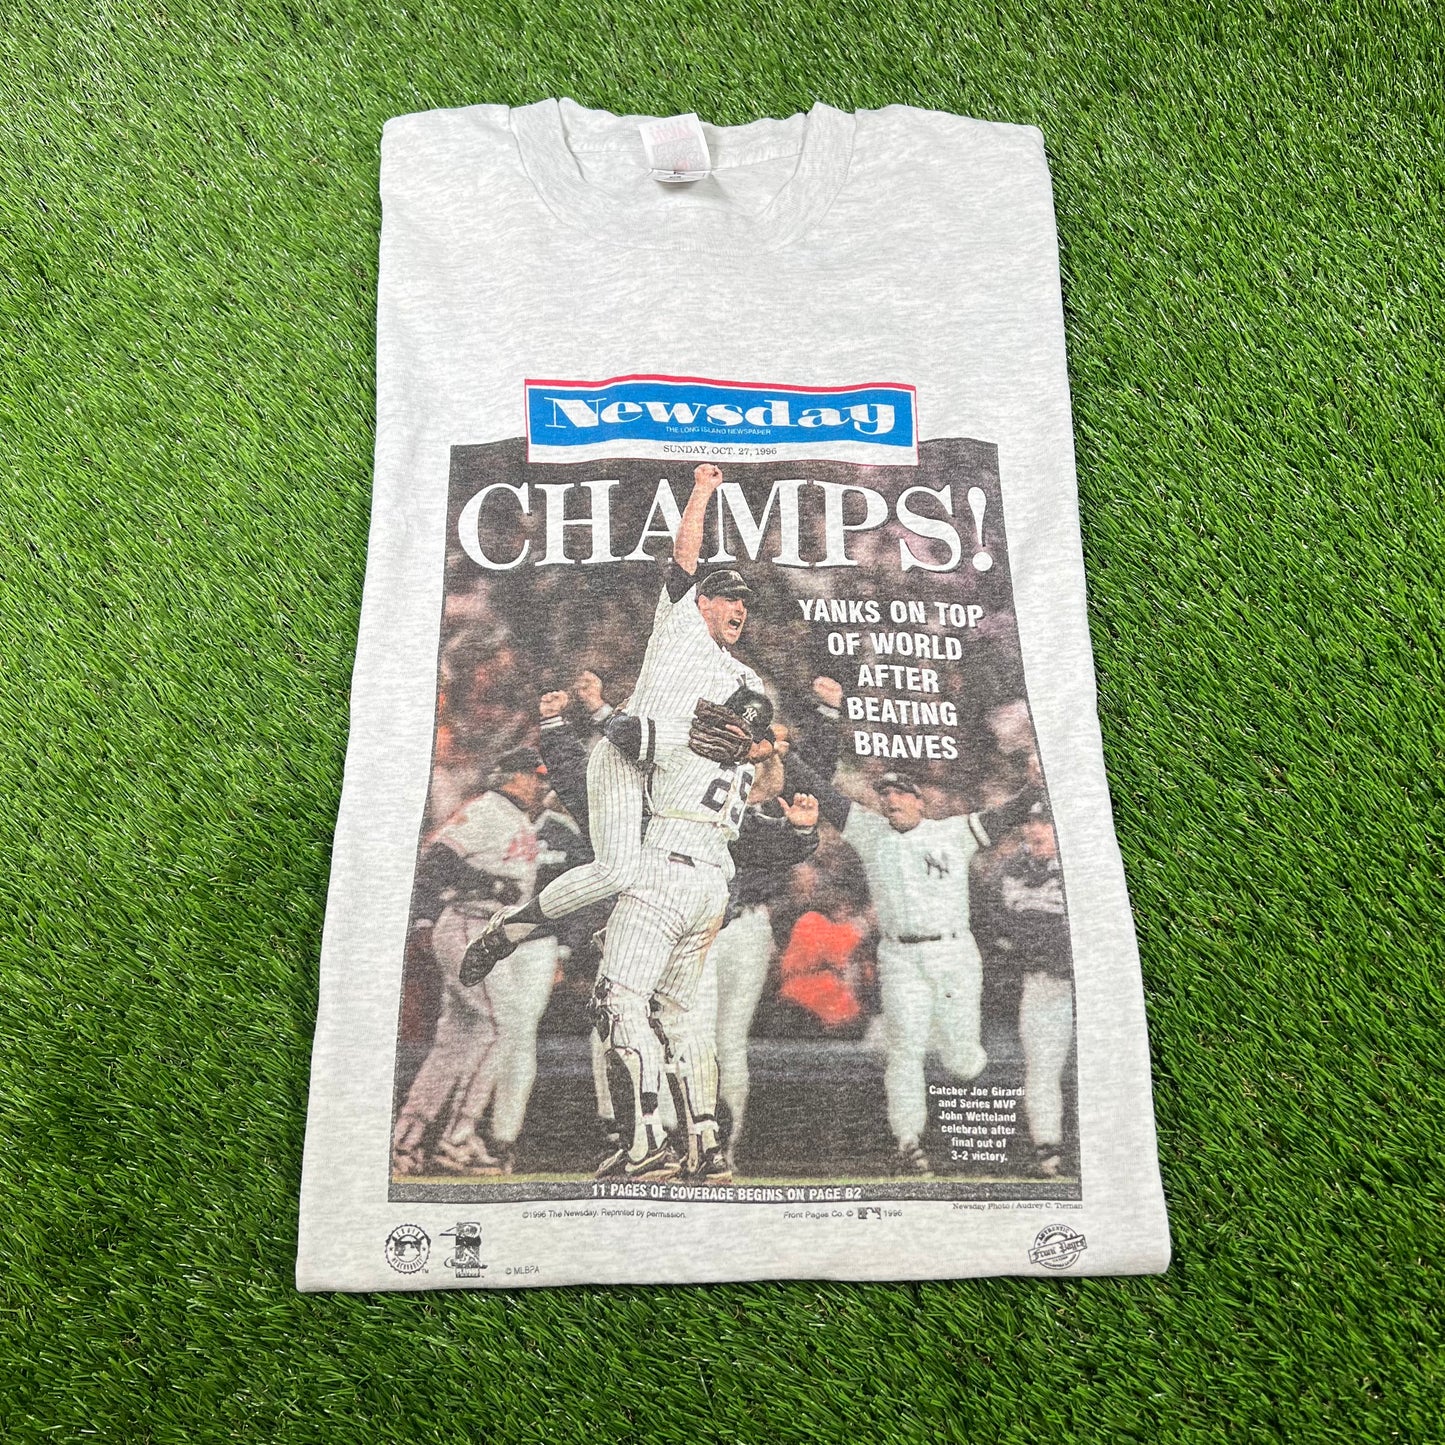 Newsday
THE LONG ISLAND NEWSPAPER
SUNDAY, OCT. 27, 1996
CHAMPS!
YANKS ON TOP
OF WORLD
AFTER
BEATING
BRAVES
Catcher Joe Girardi
and Series MVP
John Wetteland
celebrate after
final out of
3-2 victory.
11 PAGES OF COVERAGE BEGINS ON PAGE B2
Newsday Photo / Audrey C. Tiernan
©1996 The Newsday. Reprinted by permission.
Front Pages Co. © 1996
© MLBPA
AUTHENTIC
Front Pages